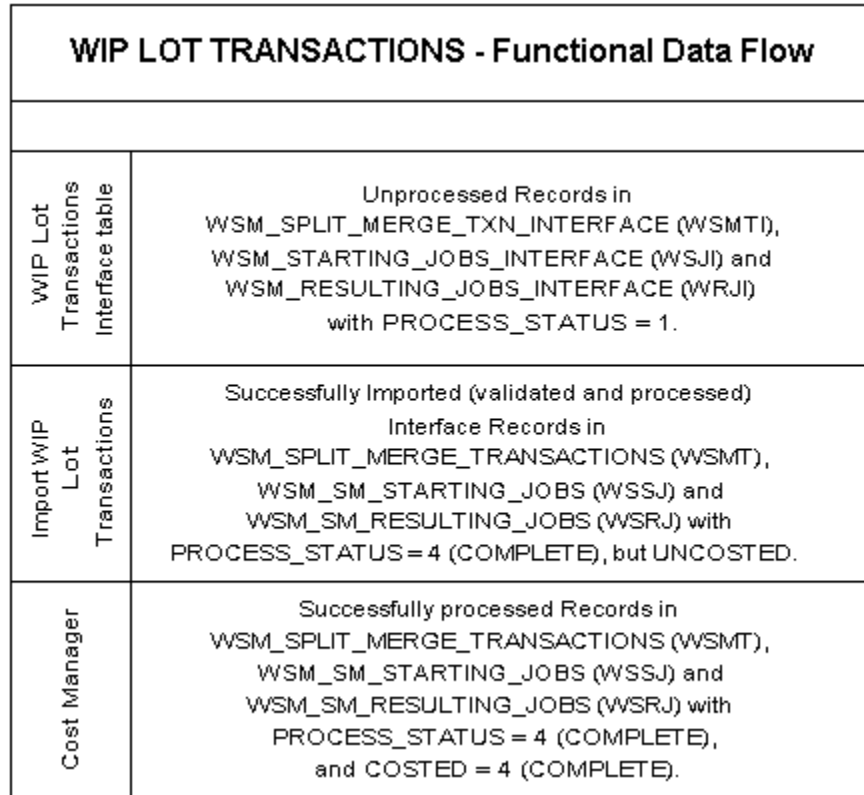 WIP LOT TRANSACTIONS - Functional Data Flow
WIP Lot
Transactions
Interface table
Unprocessed Records in
WSM_SPLIT_MERGE_TXN_INTERFACE (WSMTI),
WSM_STARTING_JOBS_INTERFACE (WSJI) and
WSM_RESULTING_JOBS_INTERFACE (WRJI)
with PROCESS_STATUS = 1.
Import WIP
Lot
Transactions
Successfully Imported (validated and processed)
Interface Records in
WSM_SPLIT_MERGE_TRANSACTIONS (WSMT),
WSM_SM_STARTING_JOBS (WSSJ) and
WSM_SM_RESULTING_JOBS (WSRJ) with
PROCESS_STATUS = 4 (COMPLETE), but UNCOSTED.
Cost Manager
Successfully processed Records in
WSM_SPLIT_MERGE_TRANSACTIONS (WSMT),
WSM_SM_STARTING_JOBS (WSSJ) and
WSM_SM_RESULTING_JOBS (WSRJ) with
PROCESS_STATUS = 4 (COMPLETE),
and COSTED = 4 (COMPLETE).